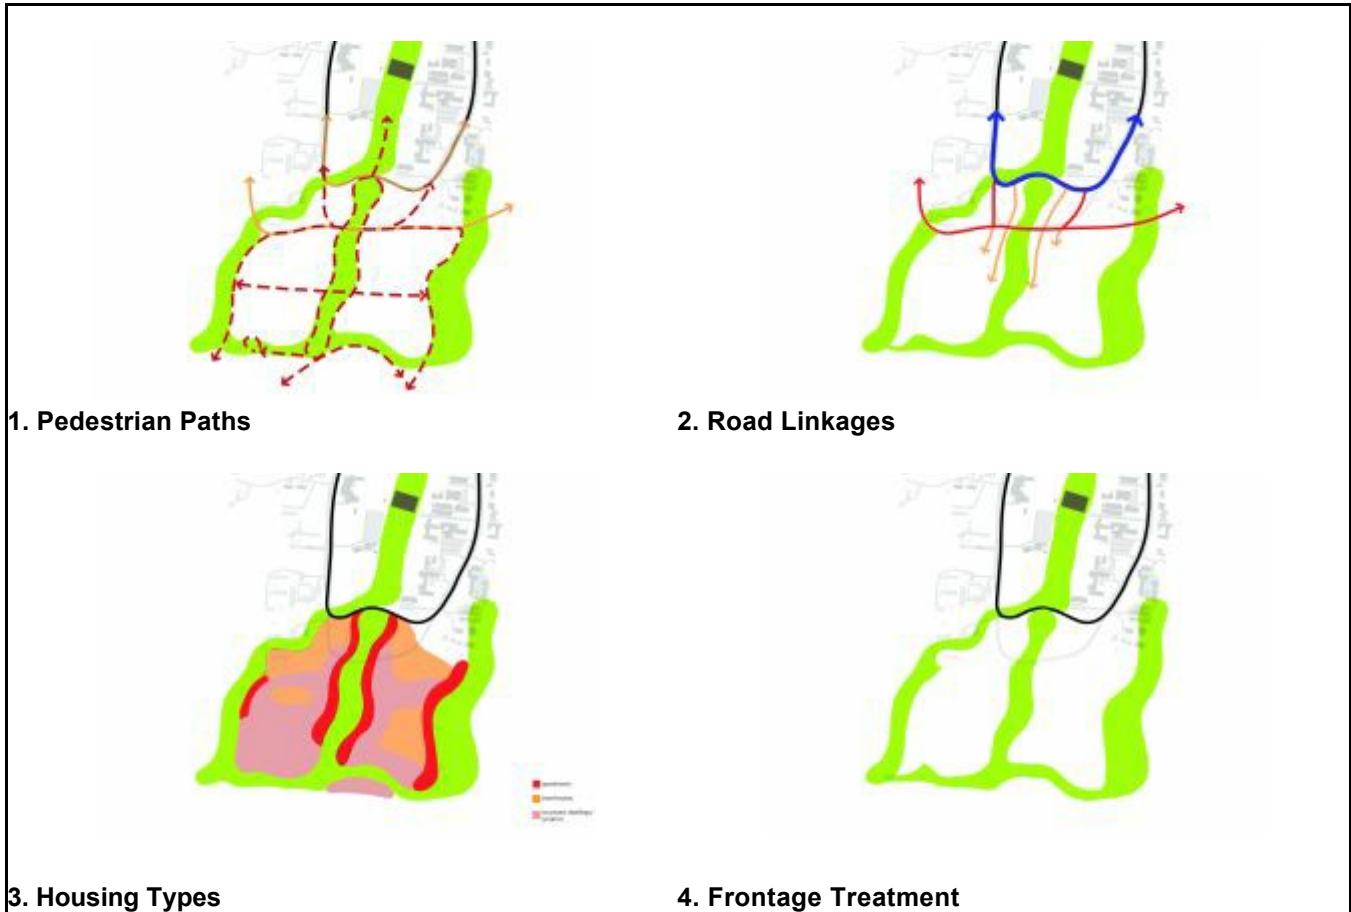 1. Pedestrian Paths
2. Road Linkages
3. Housing Types
4. Frontage Treatment